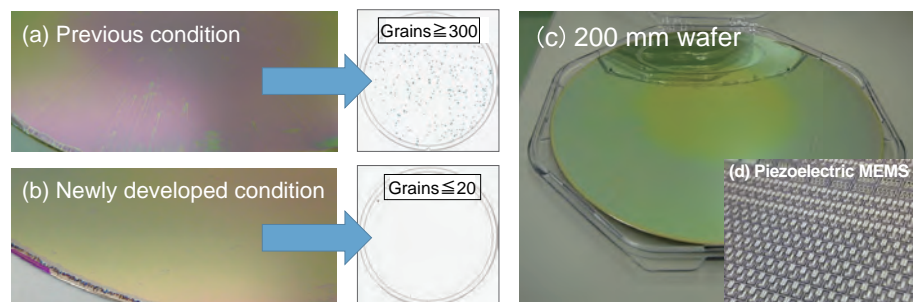 (a) Previous condition
Grains≧300
(b) Newly developed condition
Grains≦20
(c) 200 mm wafer
(d) Piezoelectric MEMS